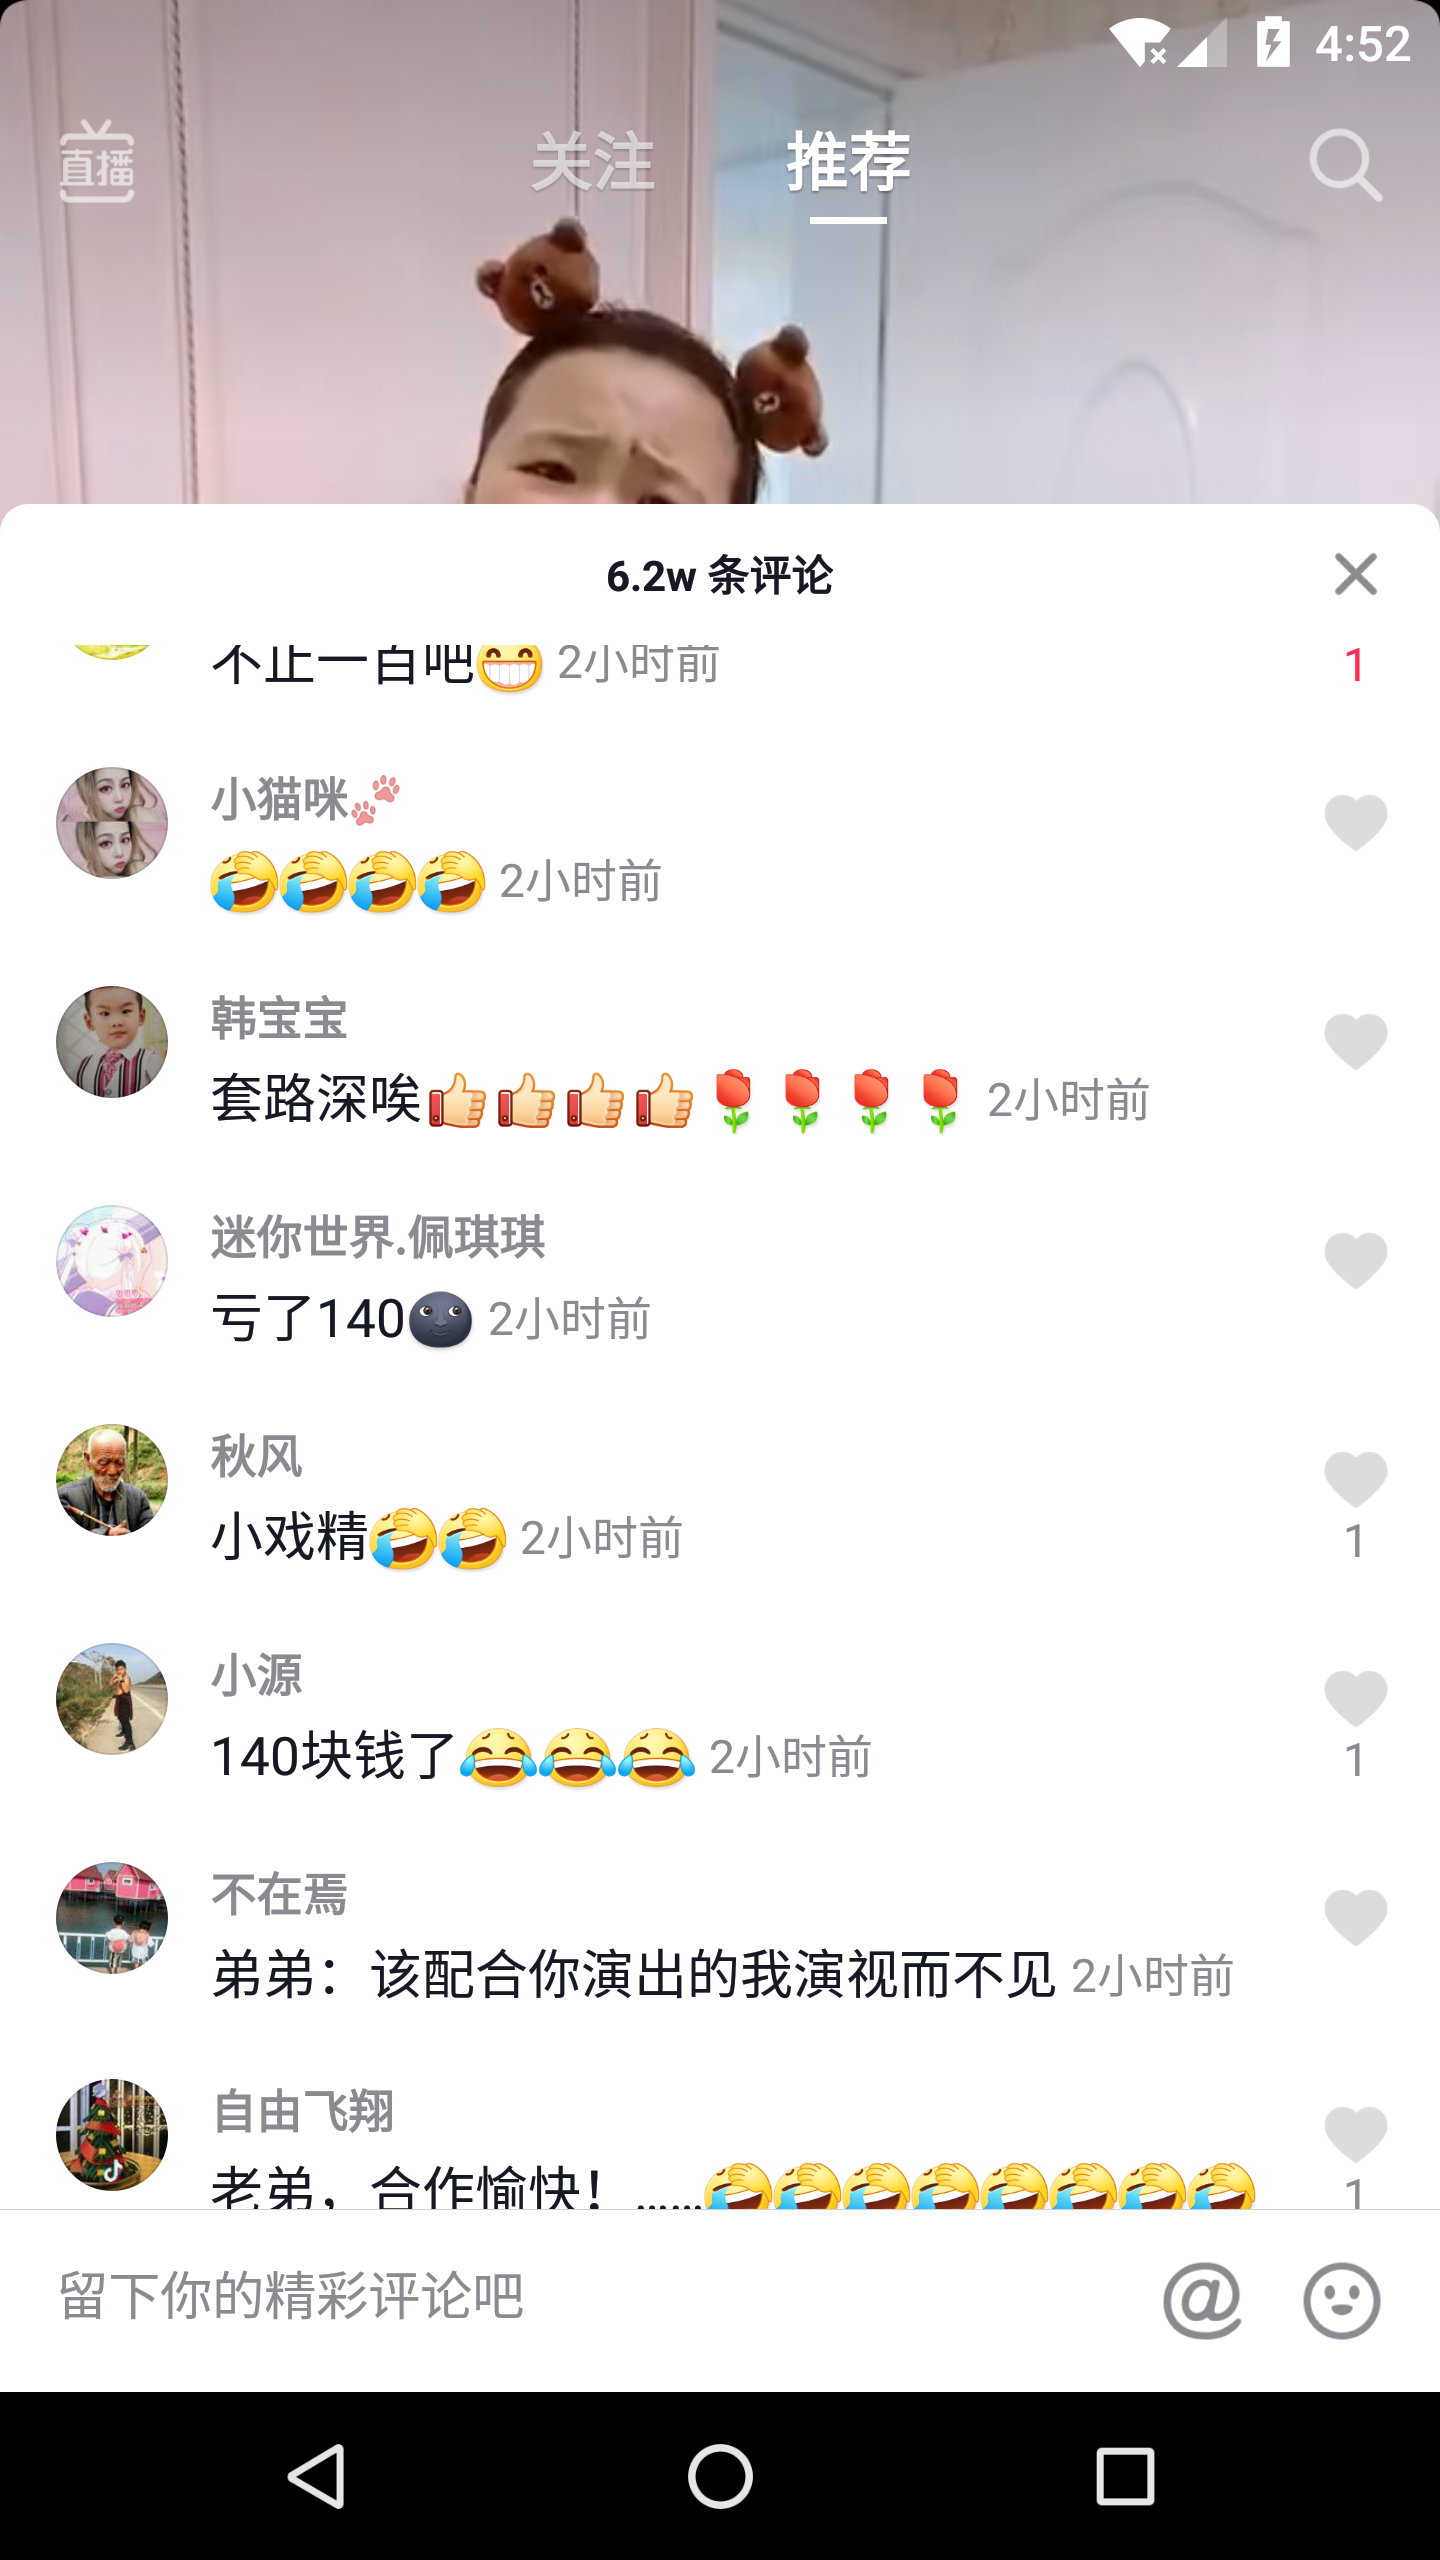 4:52
直播
关注 推荐
6.2w 条评论
不止一百吧😁 2小时前
1
小猫咪🐾
🤣🤣🤣🤣 2小时前
韩宝宝
套路深唉👍👍👍👍🌹🌹🌹🌹 2小时前
迷你世界.佩琪琪
亏了140🌚 2小时前
秋风
小戏精🤣🤣 2小时前
1
小源
140块钱了😂😂😂 2小时前
1
不在焉
弟弟：该配合你演出的我演视而不见 2小时前
自由飞翔
老弟，合作愉快！……🤣🤣🤣🤣🤣🤣🤣🤣
1
留下你的精彩评论吧
@